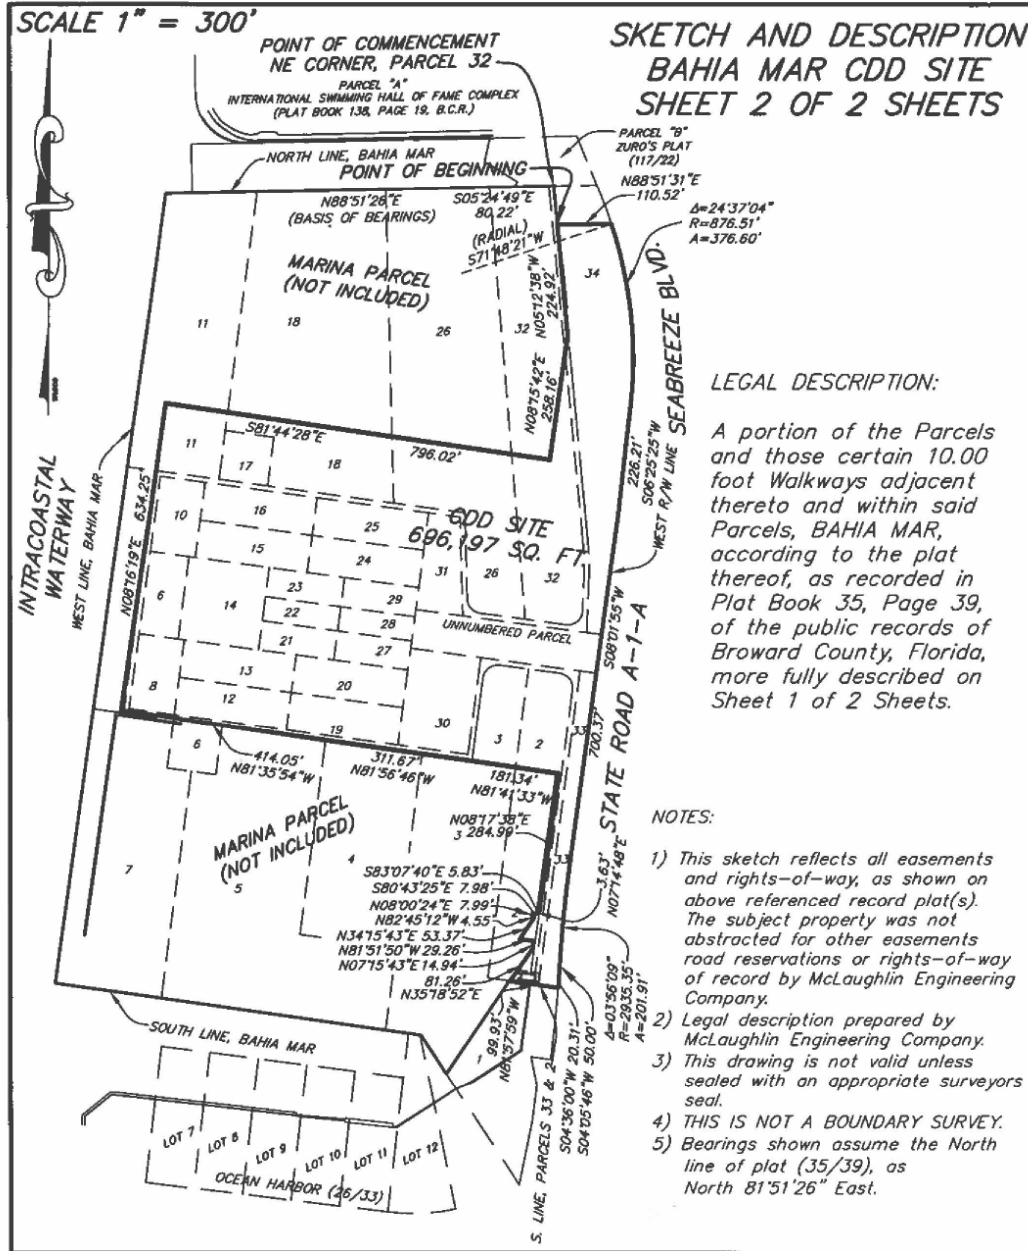 SCALE 1" = 300'
SKETCH AND DESCRIPTION
BAHIA MAR CDD SITE
SHEET 2 OF 2 SHEETS
POINT OF COMMENCEMENT
NE CORNER, PARCEL 32
PARCEL "A"
INTERNATIONAL SWIMMING HALL OF FAME COMPLEX
(PLAT BOOK 138, PAGE 19, B.C.R.)
PARCEL "B"
ZURO'S PLAT
(117/22)
NORTH LINE, BAHIA MAR
POINT OF BEGINNING
N88°51'31"E
110.52'
N88°51'26"E
(BASIS OF BEARINGS)
S05°24'49"E
80.22'
Δ=24°37'04"
R=876.51'
A=376.60'
(RADIAL)
S71°48'21"W
MARINA PARCEL
(NOT INCLUDED)
11
18
26
32
34
N05°12'38"W
224.92'
N08°15'42"E
258.16'
WEST R/W LINE SEABREEZE BLVD.
226.21'
S06°25'25"W
INTRACOASTAL
WATERWAY
WEST LINE, BAHIA MAR
N08°16'19"E 634.25'
S81°44'28"E
796.02'
11
17
18
CDD SITE
696,197 SQ. FT
10
16
25
15
24
31
26
32
6
14
23
29
22
28
21
27
UNNUMBERED PARCEL
13
20
8
12
19
30
3
2
33
S08°01'55"W
700.37'
STATE ROAD A-1-A
6
414.05'
N81°35'54"W
311.67'
N81°56'46"W
181.34'
N81°41'33"W
MARINA PARCEL
(NOT INCLUDED)
7
5
4
3
N08°17'38"E
284.99'
33
S83°07'40"E 5.83'
S80°43'25"E 7.98'
N08°00'24"E 7.99'
N82°45'12"W 4.55
N34°15'43"E 53.37'
N81°51'50"W 29.26'
N07°15'43"E 14.94'
81.26'
N35°18'52"E
2
3.63'
N07°14'48"E
99.93'
N81°57'59"W
1
Δ=03°56'09"
R=2935.35'
A=201.91'
S04°36'00"W 20.31'
S04°05'46"W 50.00'
S. LINE, PARCELS 33 & 2
SOUTH LINE, BAHIA MAR
LOT 7
LOT 8
LOT 9
LOT 10
LOT 11
LOT 12
OCEAN HARBOR (26/33)
LEGAL DESCRIPTION:
A portion of the Parcels
and those certain 10.00
foot Walkways adjacent
thereto and within said
Parcels, BAHIA MAR,
according to the plat
thereof, as recorded in
Plat Book 35, Page 39,
of the public records of
Broward County, Florida,
more fully described on
Sheet 1 of 2 Sheets.
NOTES:
1) This sketch reflects all easements
and rights-of-way, as shown on
above referenced record plat(s).
The subject property was not
abstracted for other easements
road reservations or rights-of-way
of record by McLaughlin Engineering
Company.
2) Legal description prepared by
McLaughlin Engineering Company.
3) This drawing is not valid unless
sealed with an appropriate surveyors
seal.
4) THIS IS NOT A BOUNDARY SURVEY.
5) Bearings shown assume the North
line of plat (35/39), as
North 81°51'26" East.